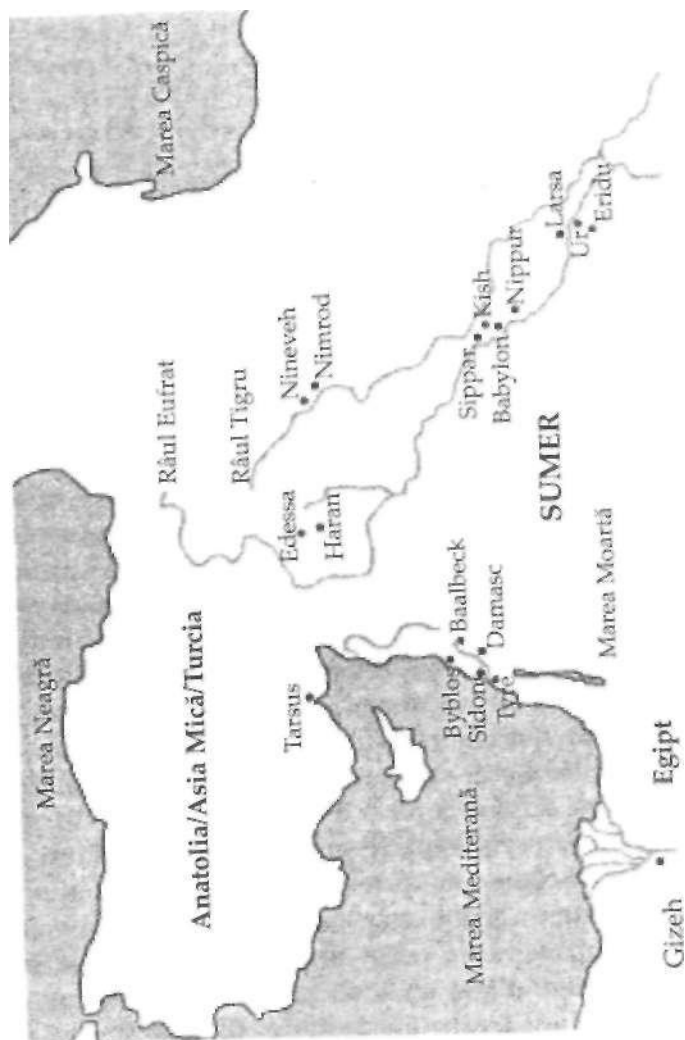 Marea Neagră
Marea Caspică
Anatolia/Asia Mică/Turcia
Râul Eufrat
Râul Tigru
Tarsus
Edessa
Haran
Nineveh
Nimrod
Marea Mediterană
Byblos
Sidon
Tyre
Baalbeck
Damasc
Sippar
Babylon
Kish
Nippur
SUMER
Larsa
Ur
Eridu
Marea Moartă
Gizeh
Egipt